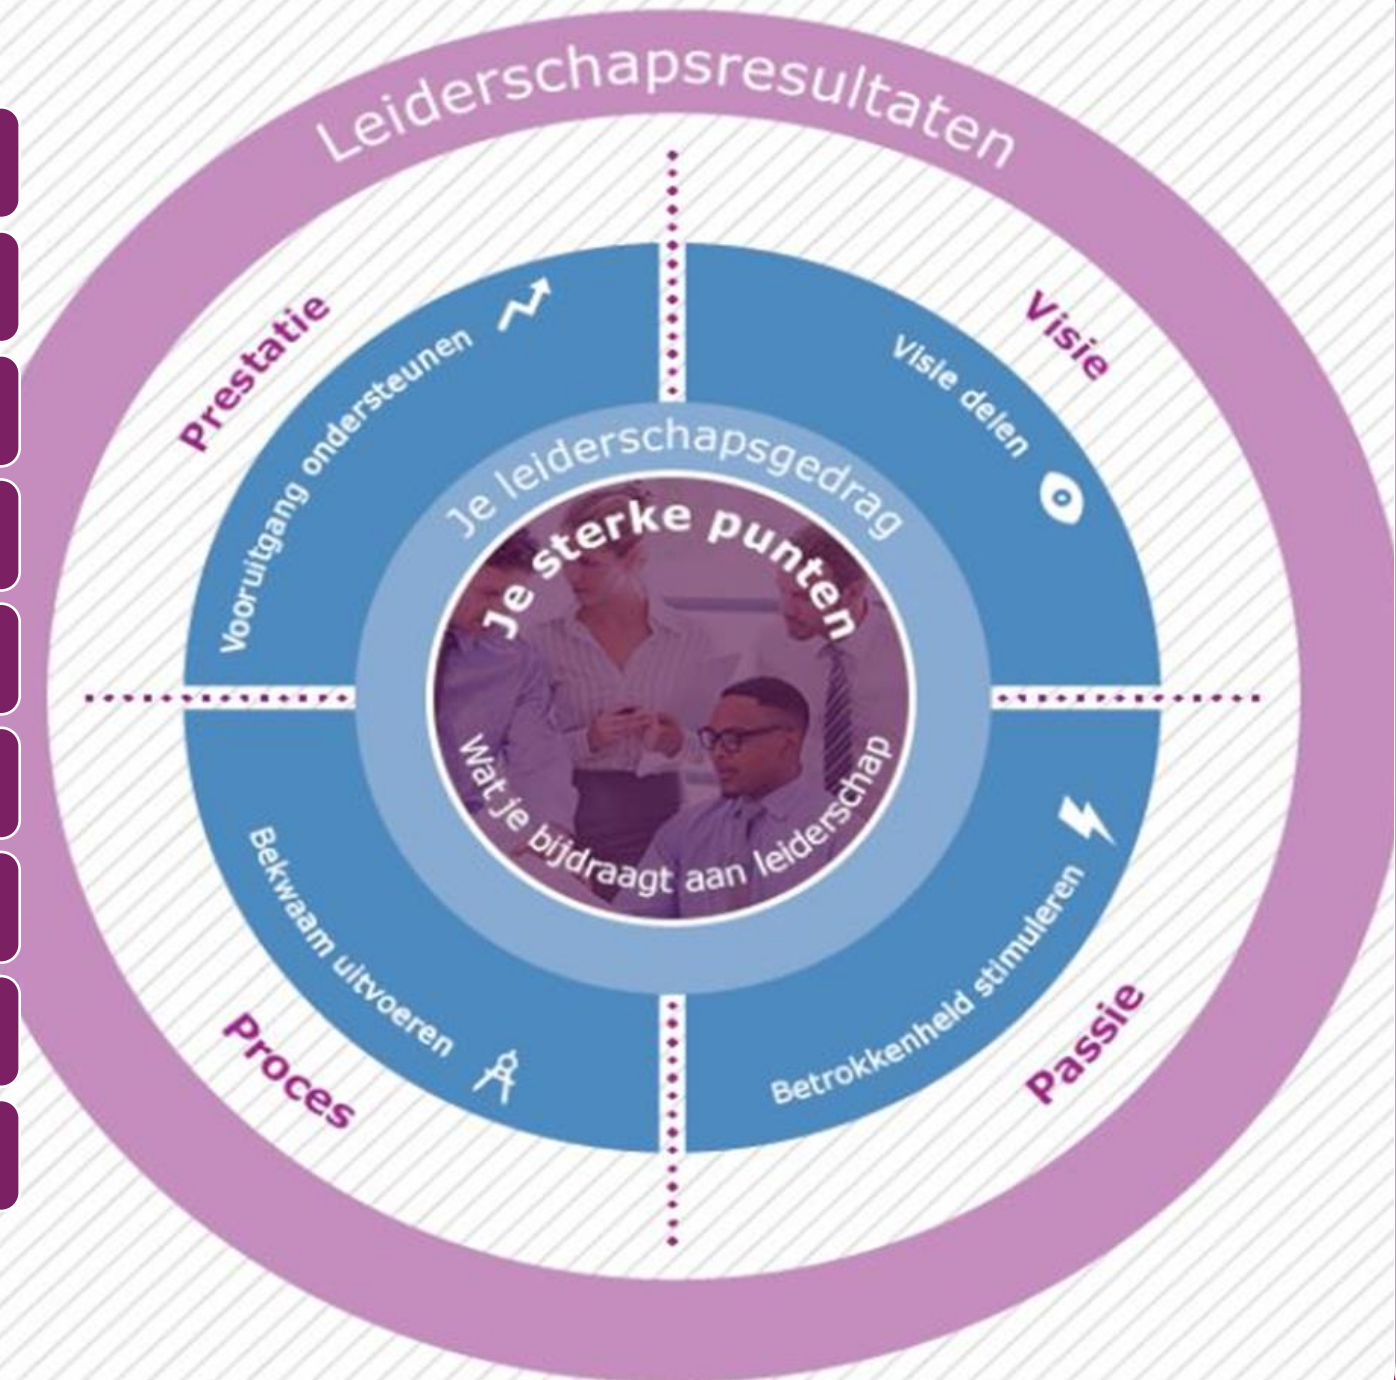 Leiderschapsresultaten
Prestatie
Visie
Vooruitgang ondersteunen
Visie delen
Je leiderschapsgedrag
Je sterke punten
Wat je bijdraagt aan leiderschap
Bekwaam uitvoeren
Betrokkenheid stimuleren
Proces
Passie